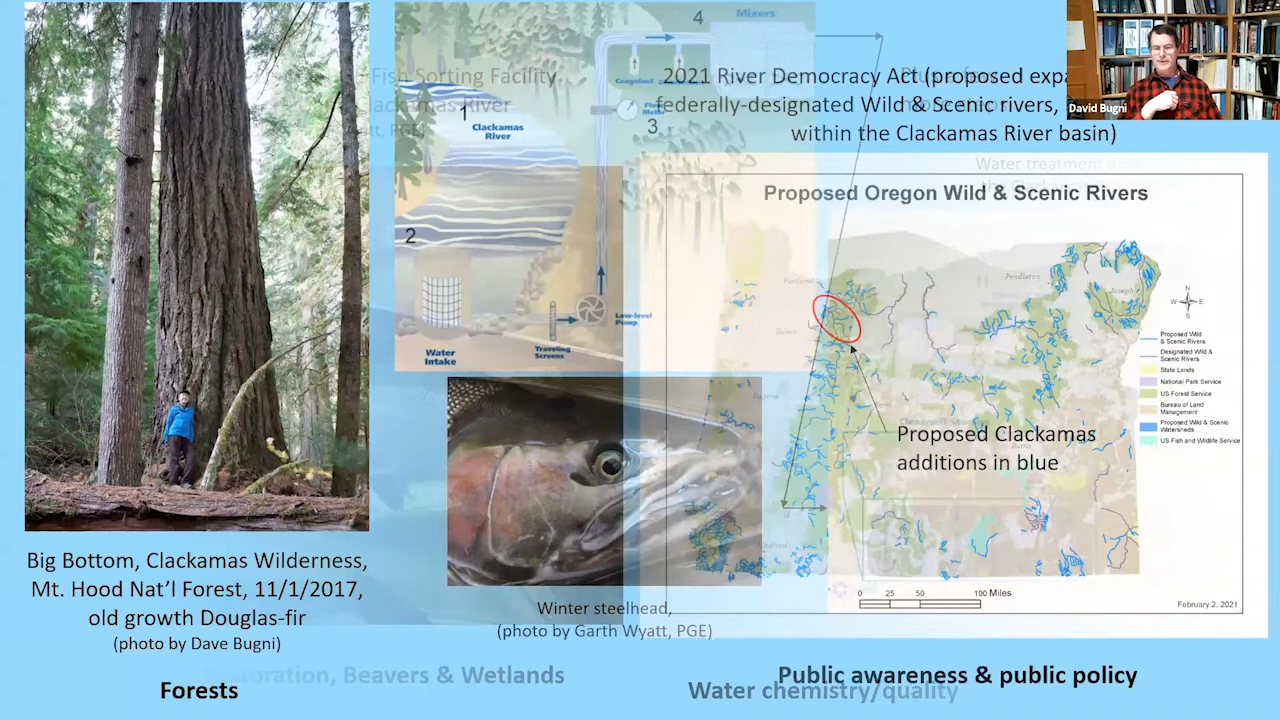 David Bugni
Fish Sorting Facility
Clackamas River
PGE)
2021 River Democracy Act (proposed
federally-designated Wild & Scenic rivers,
within the Clackamas River basin)
Water treatment
Mixers
4
Coagulant
1
Clackamas
River
3
2
Water
Intake
Traveling
Screens
Low-level
Pump
Proposed Oregon Wild & Scenic Rivers
Portland
Salem
Pendleton
Joseph
N
W E
S
Proposed Wild
& Scenic Rivers
Designated Wild &
Scenic Rivers
State Lands
National Park Service
US Forest Service
Bureau of Land
Management
Proposed Wild & Scenic
Watersheds
US Fish and Wildlife Service
Proposed Clackamas
additions in blue
0 25 50 100 Miles
February 2, 2021
Big Bottom, Clackamas Wilderness,
Mt. Hood Nat'l Forest, 11/1/2017,
old growth Douglas-fir
(photo by Dave Bugni)
Winter steelhead,
(photo by Garth Wyatt, PGE)
Forests
Beavers & Wetlands
Water chemistry/quality
Public awareness & public policy